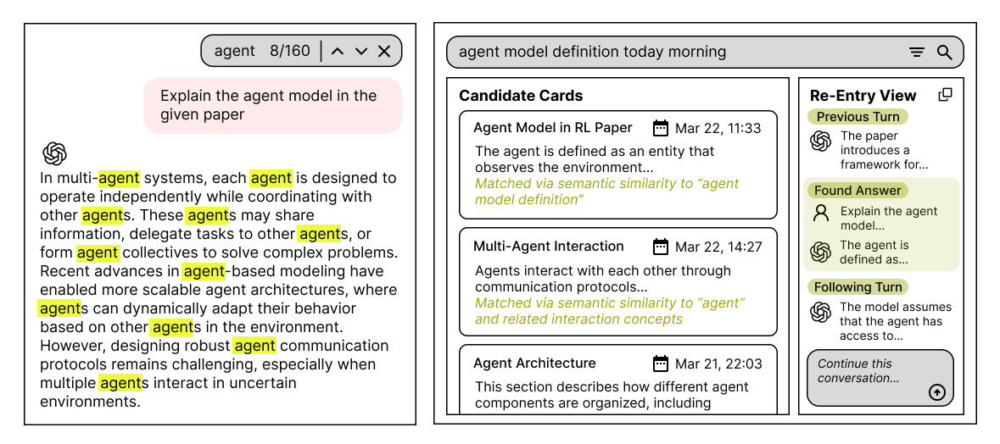 agent 8/160
Explain the agent model in the
given paper
In multi-agent systems, each agent is designed to
operate independently while coordinating with
other agents. These agents may share
information, delegate tasks to other agents, or
form agent collectives to solve complex problems.
Recent advances in agent-based modeling have
enabled more scalable agent architectures, where
agents can dynamically adapt their behavior
based on other agents in the environment.
However, designing robust agent communication
protocols remains challenging, especially when
multiple agents interact in uncertain
environments.
agent model definition today morning
Candidate Cards
Agent Model in RL Paper Mar 22, 11:33
The agent is defined as an entity that
observes the environment...
Matched via semantic similarity to “agent
model definition”
Multi-Agent Interaction Mar 22, 14:27
Agents interact with each other through
communication protocols...
Matched via semantic similarity to “agent”
and related interaction concepts
Agent Architecture Mar 21, 22:03
This section describes how different agent
components are organized, including
Re-Entry View
Previous Turn
The paper
introduces a
framework for...
Found Answer
Explain the agent
model...
The agent is
defined as...
Following Turn
The model assumes
that the agent has
access to...
Continue this
conversation...